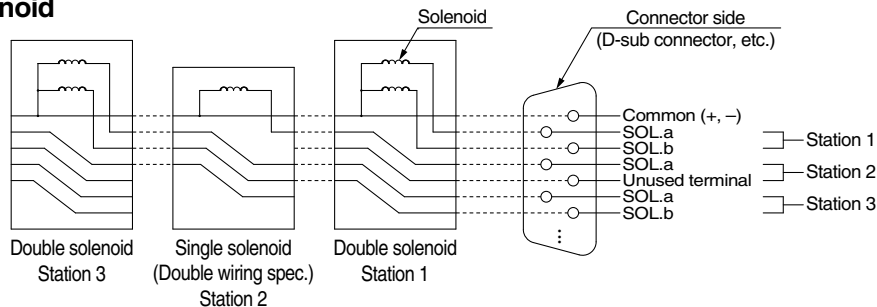 noid
Solenoid
Connector side
(D-sub connector, etc.)
Common (+, –)
SOL.a
SOL.b
SOL.a
Unused terminal
SOL.a
SOL.b
Station 1
Station 2
Station 3
Double solenoid
Station 3
Single solenoid
(Double wiring spec.)
Station 2
Double solenoid
Station 1